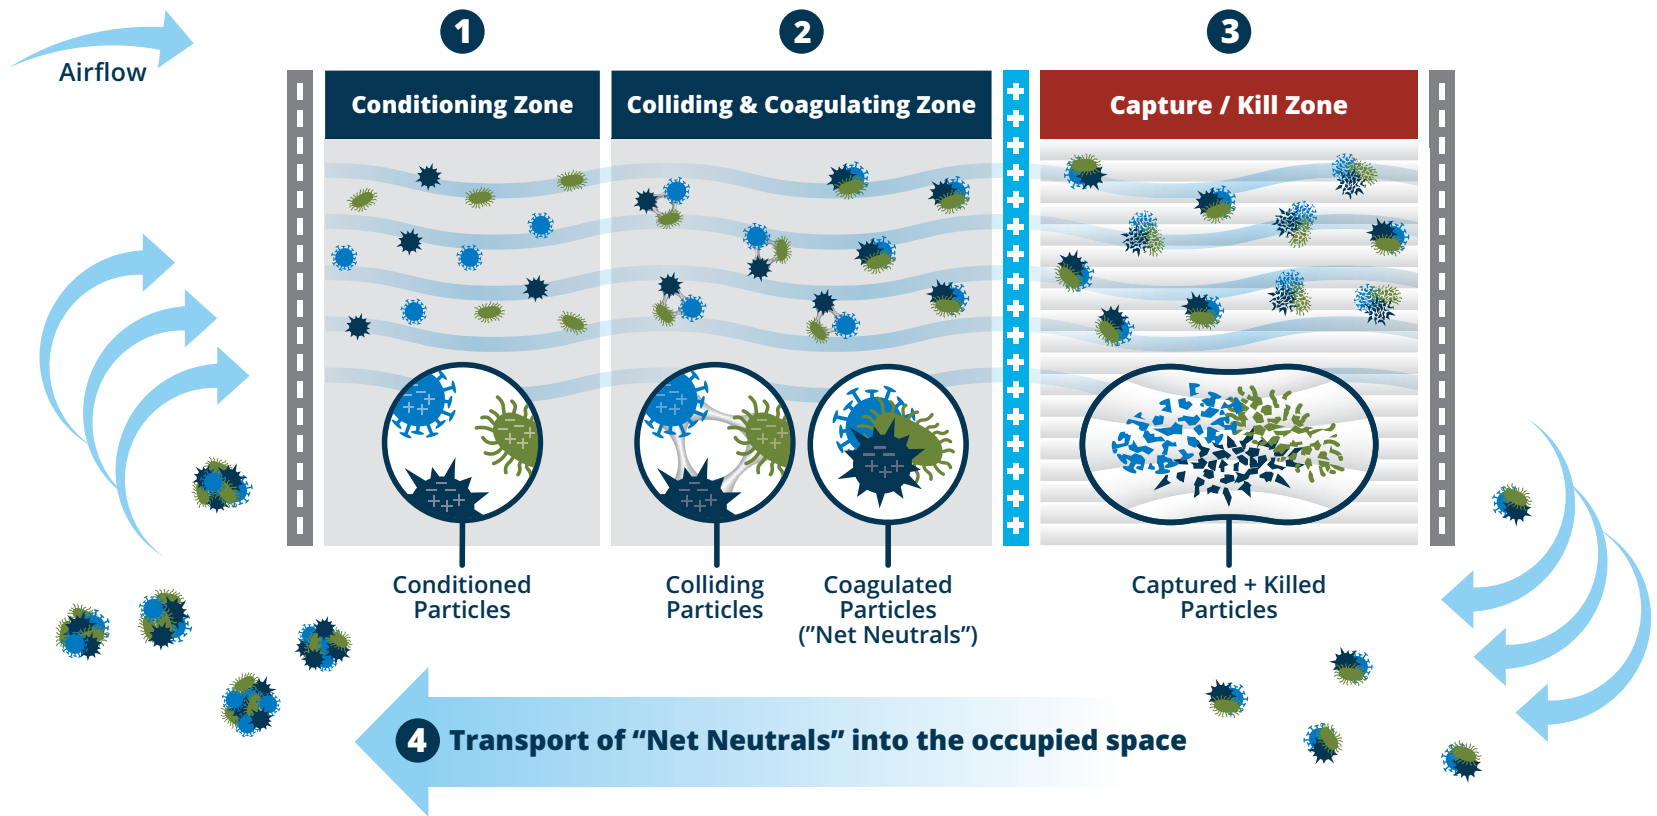 Airflow
1
2
3
Conditioning Zone
Colliding & Coagulating Zone
Capture / Kill Zone
Conditioned
Particles
Colliding
Particles
Coagulated
Particles
(”Net Neutrals”)
Captured + Killed
Particles
4 Transport of “Net Neutrals” into the occupied space